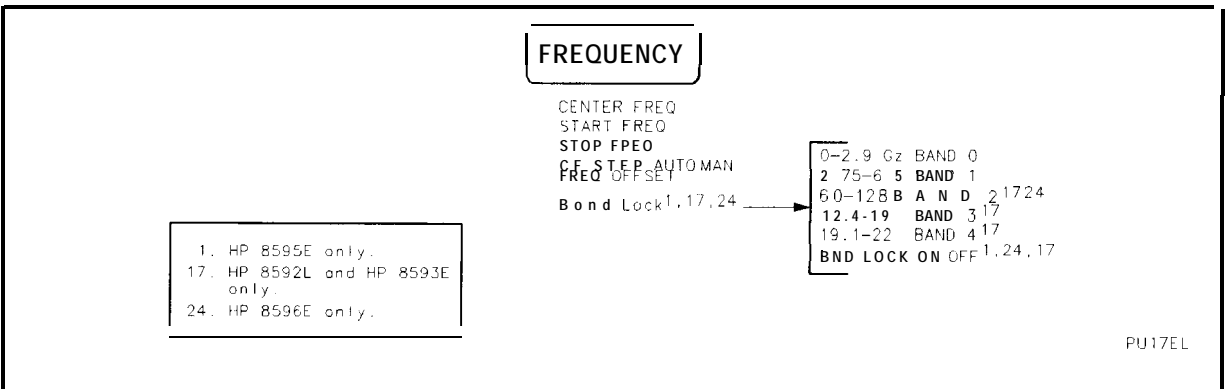 FREQUENCY
CENTER FREQ
START FREQ
STOP FPEO
CF STEP AUTO MAN
FREQ OFFSET
Bond Lock1,17,24
0-2.9 Gz BAND 0
2 75-6 5 BAND 1
60-128 BAND 2 1724
12.4-19 BAND 3 17
19.1-22 BAND 4 17
BND LOCK ON OFF 1,24,17
1. HP 8595E only.
17. HP 8592L and HP 8593E
only.
24. HP 8596E only.
PU17EL